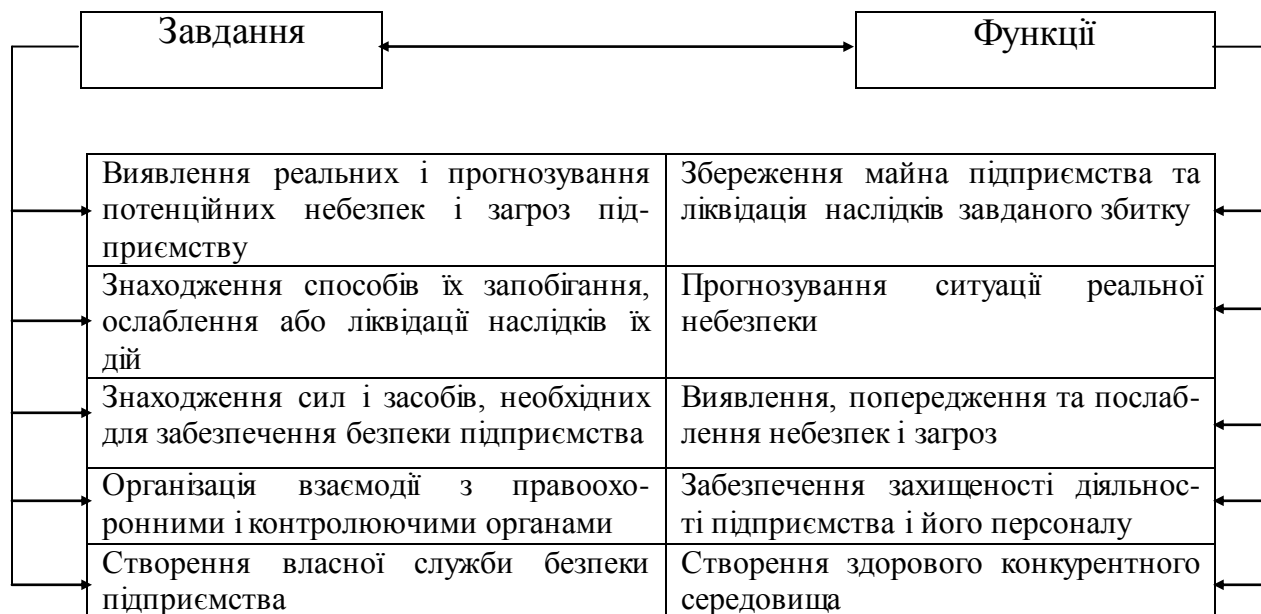 Завдання
Функції
Виявлення реальних і прогнозування
потенційних небезпек і загроз під-
приємству
Збереження майна підприємства та
ліквідація наслідків завданого збитку
Знаходження способів їх запобігання,
ослаблення або ліквідації наслідків їх
дій
Прогнозування ситуації реальної
небезпеки
Знаходження сил і засобів, необхідних
для забезпечення безпеки підприємства
Виявлення, попередження та послаб-
лення небезпек і загроз
Організація взаємодії з правоохо-
ронними і контролюючими органами
Забезпечення захищеності діяльнос-
ті підприємства і його персоналу
Створення власної служби безпеки
підприємства
Створення здорового конкурентного
середовища